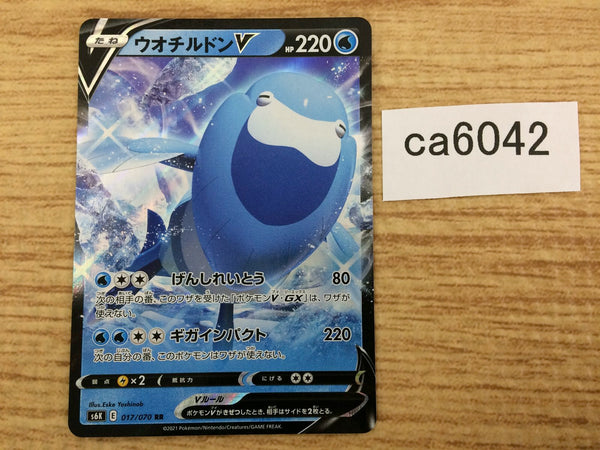 たね ウオチルドンV HP 220
ca6042
げんしれいとう 80
次の相手の番、このワザを受けた「ポケモンV・GX」は、ワザが
使えない。
ギガインパクト 220
次の自分の番、このポケモンはワザが使えない。
弱点 ×2 抵抗力 にげる
Illus. Eske Yoshinob
Vルール
s6K E 017/070 RR
ポケモンVがきぜつしたとき、相手はサイドを2枚とる。
©2021 Pokémon/Nintendo/Creatures/GAME FREAK